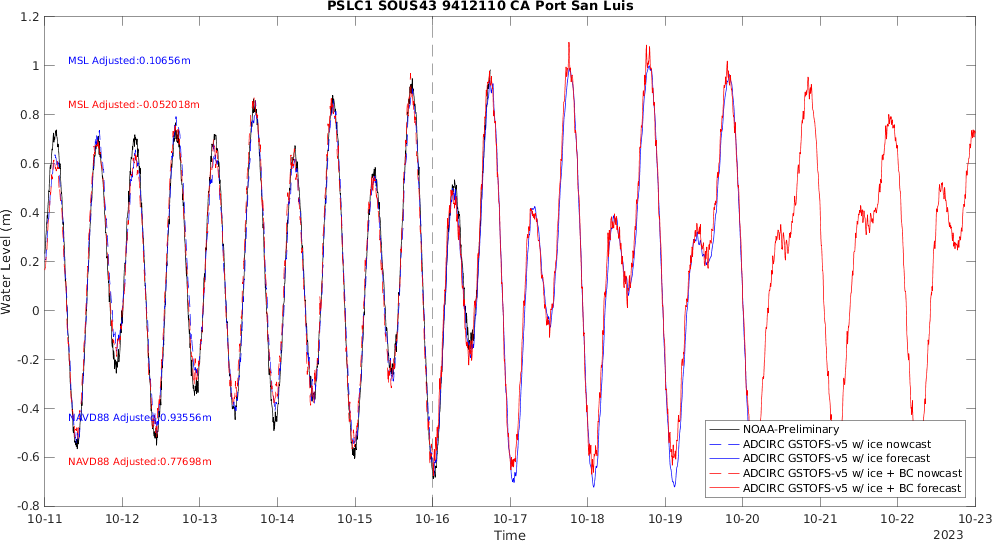 PSLC1 SOUS43 9412110 CA Port San Luis
1.2
1
0.8
0.6
0.4
0.2
0
-0.2
-0.4
-0.6
-0.8
Water Level (m)
MSL Adjusted:0.10656m
MSL Adjusted:-0.052018m
NAVD88 Adjusted:0.93556m
NAVD88 Adjusted:0.77698m
NOAA-Preliminary
ADCIRC GSTOFS-v5 w/ ice nowcast
ADCIRC GSTOFS-v5 w/ ice forecast
ADCIRC GSTOFS-v5 w/ ice + BC nowcast
ADCIRC GSTOFS-v5 w/ ice + BC forecast
10-11 10-12 10-13 10-14 10-15 10-16 10-17 10-18 10-19 10-20 10-21 10-22 10-23
Time
2023